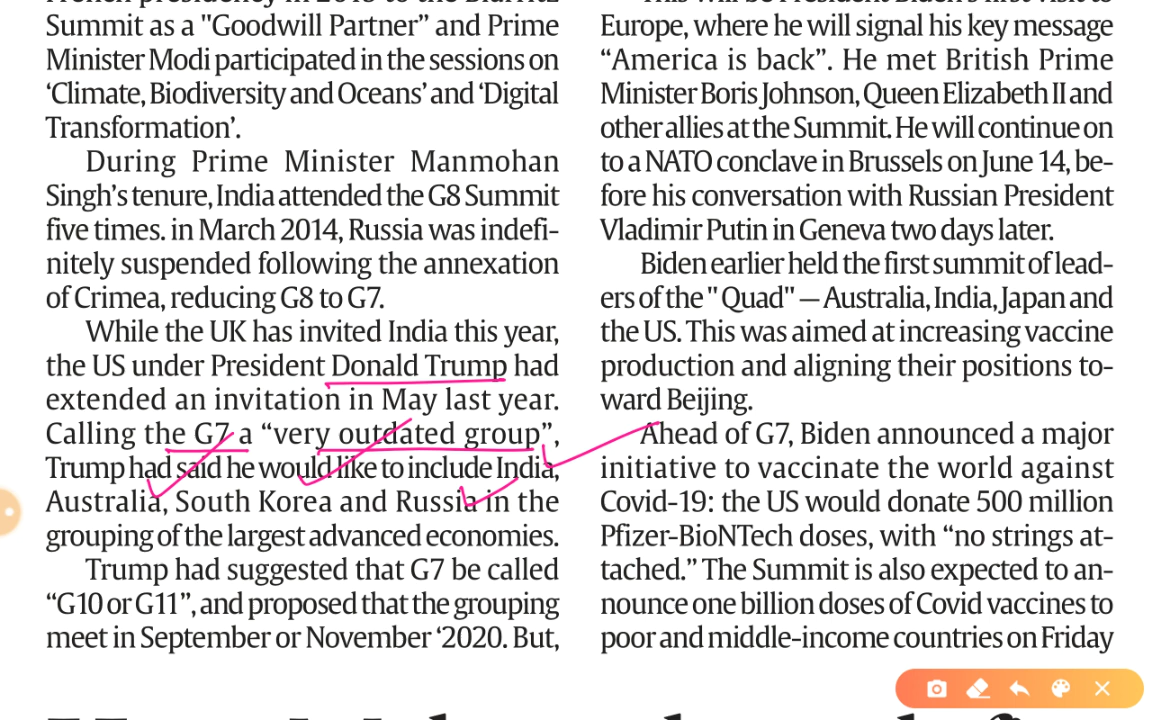 Summit as a "Goodwill Partner” and Prime
Minister Modi participated in the sessions on
‘Climate, Biodiversity and Oceans’ and ‘Digital
Transformation’.
During Prime Minister Manmohan
Singh’s tenure, India attended the G8 Summit
five times. in March 2014, Russia was indefi-
nitely suspended following the annexation
of Crimea, reducing G8 to G7.
While the UK has invited India this year,
the US under President Donald Trump had
extended an invitation in May last year.
Calling the G7 a “very outdated group”,
Trump had said he would like to include India,
Australia, South Korea and Russia in the
grouping of the largest advanced economies.
Trump had suggested that G7 be called
“G10 or G11”, and proposed that the grouping
meet in September or November ‘2020. But,
Europe, where he will signal his key message
“America is back”. He met British Prime
Minister Boris Johnson, Queen Elizabeth II and
other allies at the Summit. He will continue on
to a NATO conclave in Brussels on June 14, be-
fore his conversation with Russian President
Vladimir Putin in Geneva two days later.
Biden earlier held the first summit of lead-
ers of the "Quad" — Australia, India, Japan and
the US. This was aimed at increasing vaccine
production and aligning their positions to-
ward Beijing.
Ahead of G7, Biden announced a major
initiative to vaccinate the world against
Covid-19: the US would donate 500 million
Pfizer-BioNTech doses, with “no strings at-
tached.” The Summit is also expected to an-
nounce one billion doses of Covid vaccines to
poor and middle-income countries on Friday